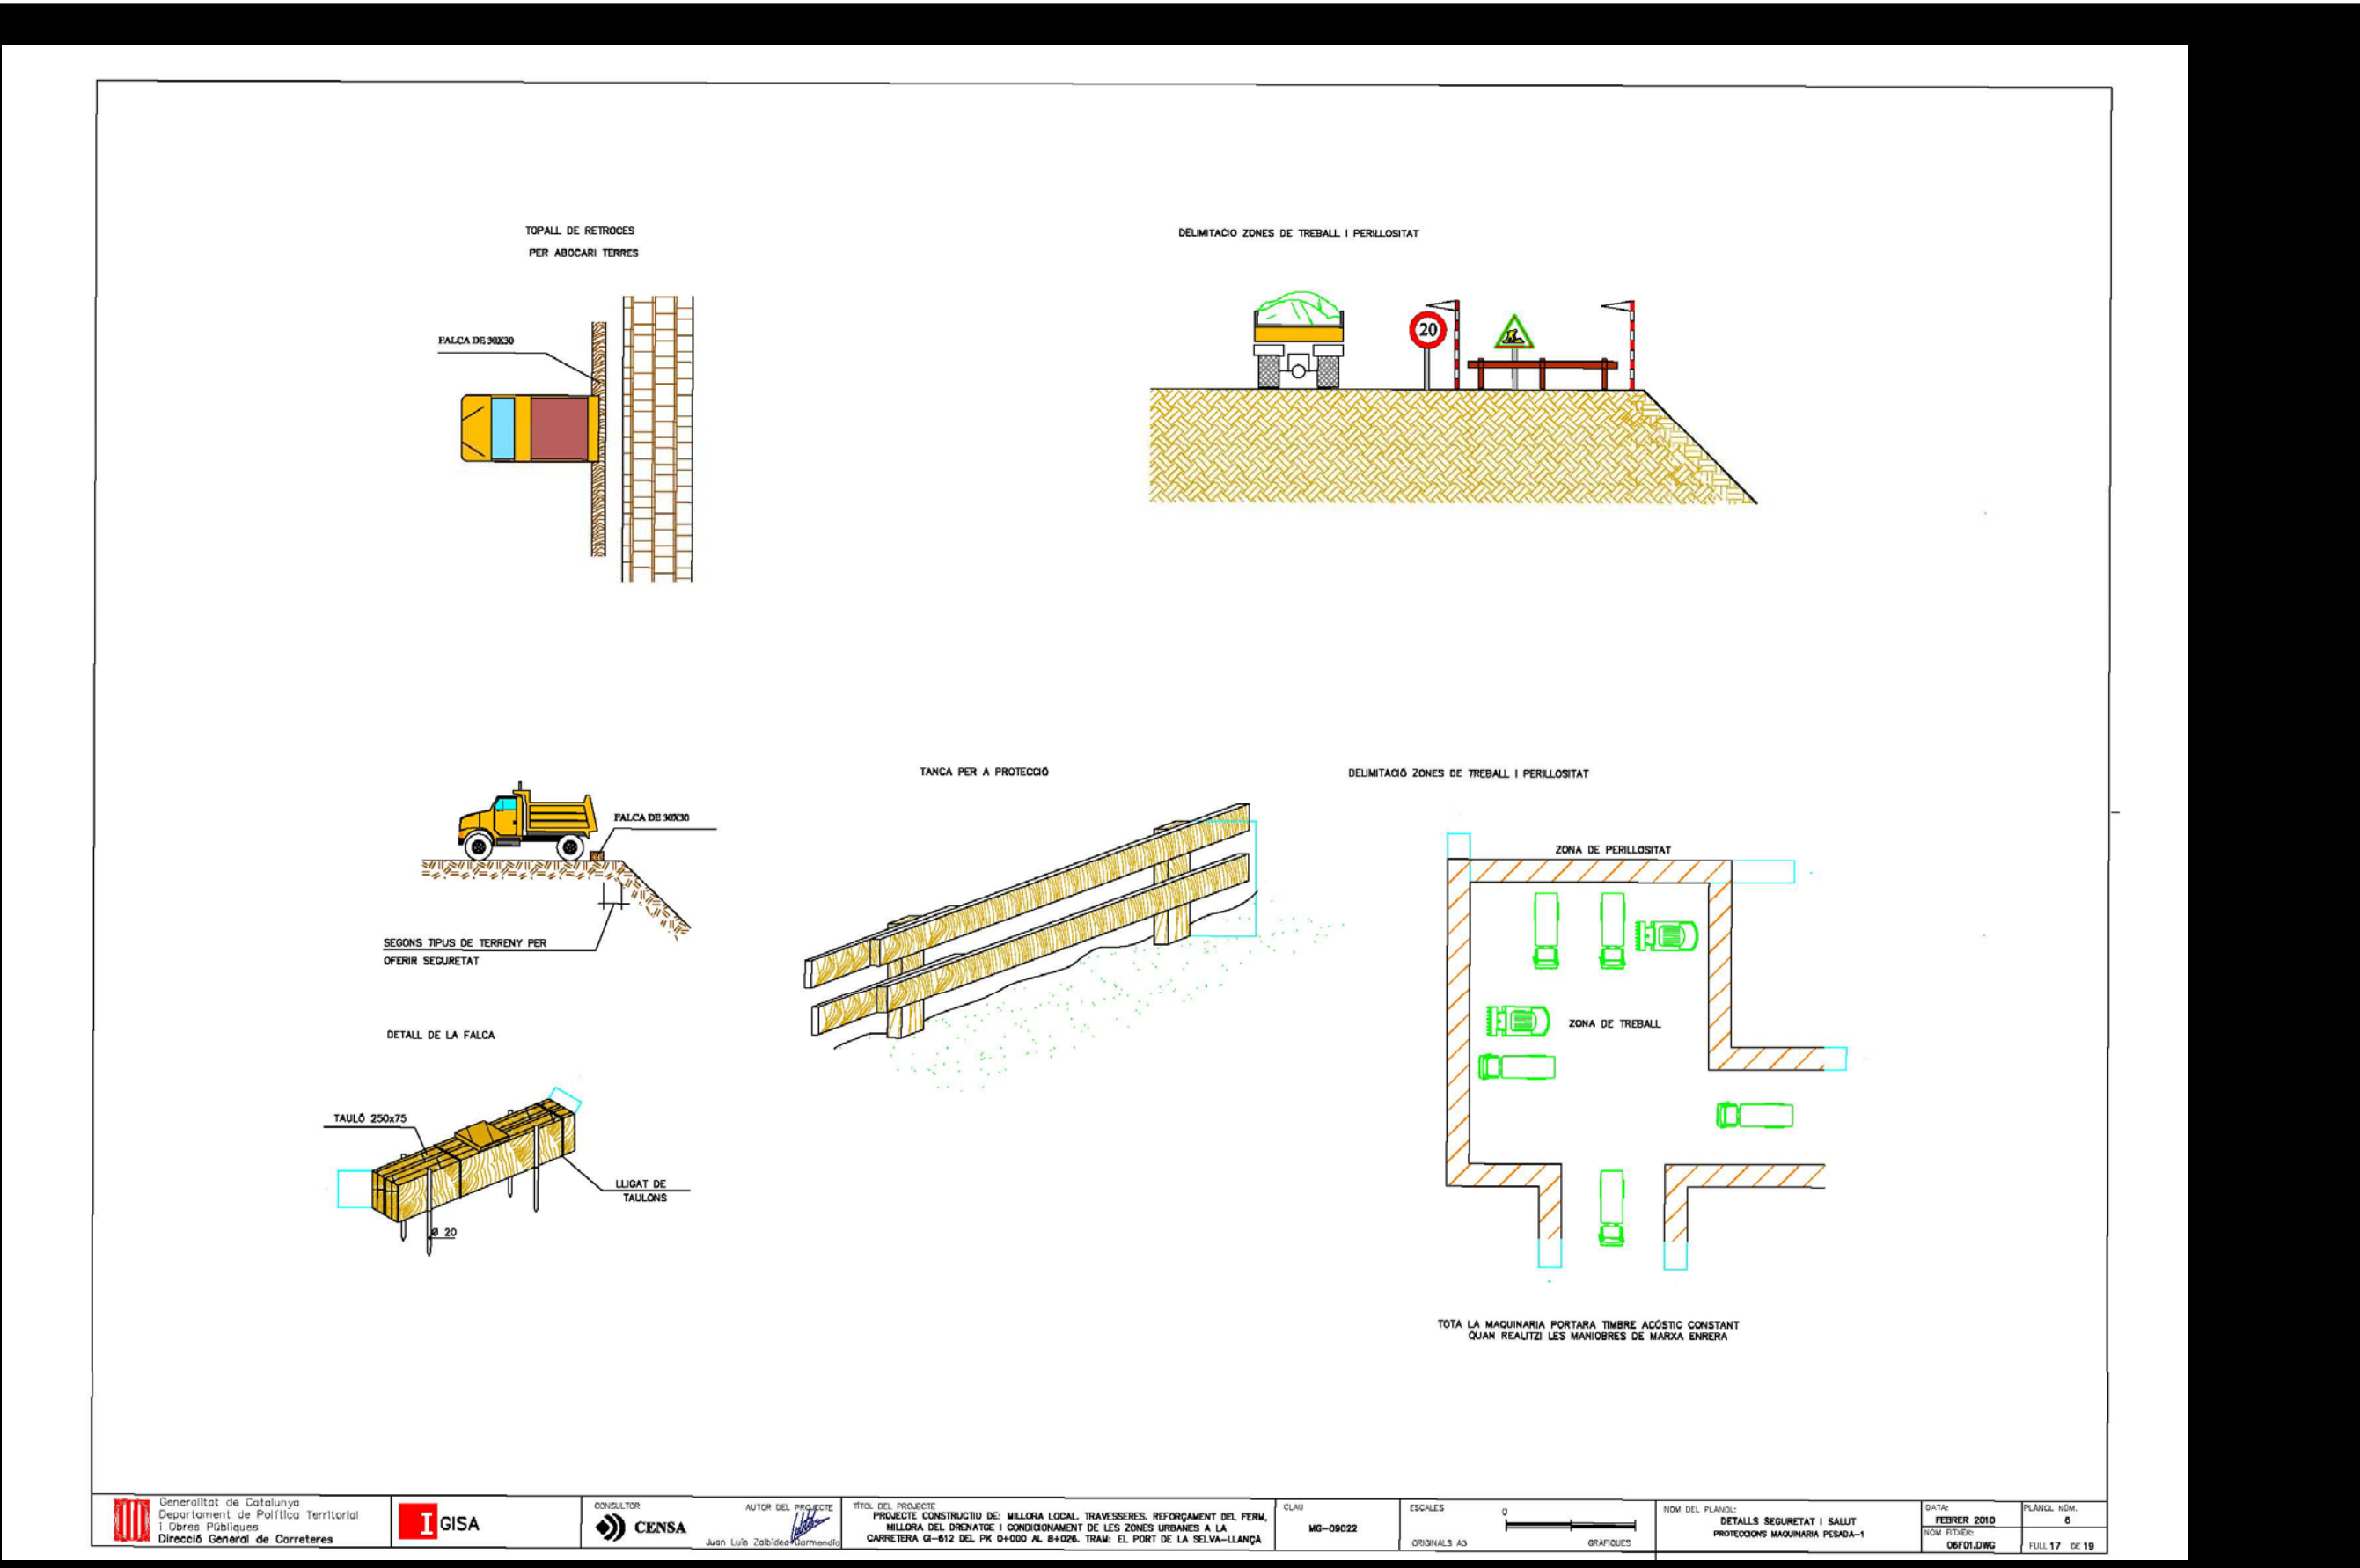 TOPALL DE RETROCES
PER ABOCARI TERRES
FALCA DE 30X30
DELIMITACIO ZONES DE TREBALL I PERILLOSITAT
20
FALCA DE 30X30
SEGONS TIPUS DE TERRENY PER
OFERIR SEGURETAT
DETALL DE LA FALCA
TAULÓ 250x75
LLIGAT DE
TAULONS
Ø 20
TANCA PER A PROTECCIÓ
DELIMITACIÓ ZONES DE TREBALL I PERILLOSITAT
ZONA DE PERILLOSITAT
ZONA DE TREBALL
TOTA LA MAQUINARIA PORTARA TIMBRE ACÚSTIC CONSTANT
QUAN REALITZI LES MANIOBRES DE MARXA ENRERA
Generalitat de Catalunya
Departament de Política Territorial
i Obres Públiques
Direcció General de Carreteres
I GISA
CONSULTOR
CENSA
AUTOR DEL PROJECTE
Juan Luis Zalbidea Garmendia
TÍTOL DEL PROJECTE
PROJECTE CONSTRUCTIU DE: MILLORA LOCAL. TRAVESSERES. REFORÇAMENT DEL FERM,
MILLORA DEL DRENATGE I CONDICIONAMENT DE LES ZONES URBANES A LA
CARRETERA GI-612 DEL PK 0+000 AL 8+026. TRAM: EL PORT DE LA SELVA-LLANÇÀ
CLAU
MG-09022
ESCALES
ORIGINALS A3
0
GRAFIQUES
NOM DEL PLÀNOL:
DETALLS SEGURETAT I SALUT
PROTECCIONS MAQUINARIA PESADA-1
DATA:
FEBRER 2010
NOM FITXER:
06F01.DWG
PLÀNOL NÚM.
6
FULL 17 DE 19